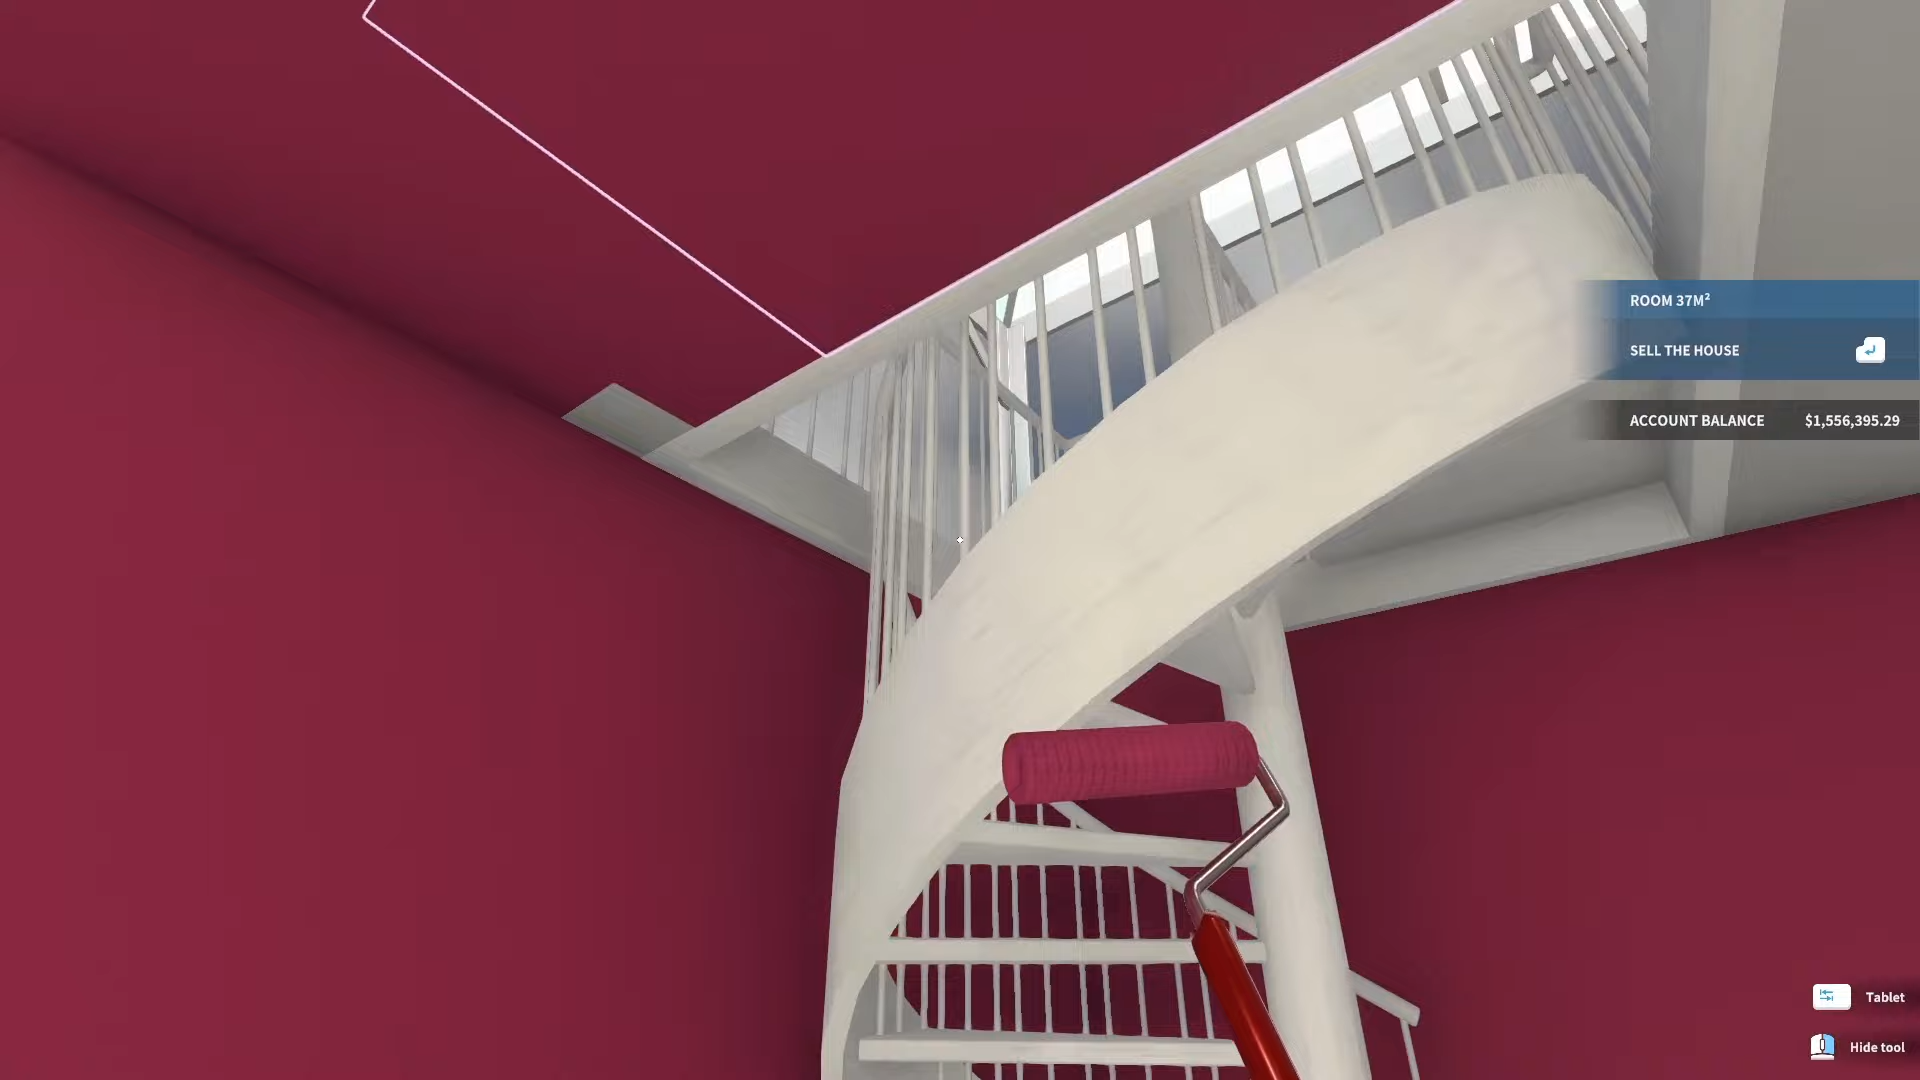 ROOM 37M²
SELL THE HOUSE
ACCOUNT BALANCE $1,556,395.29
Tablet
Hide tool